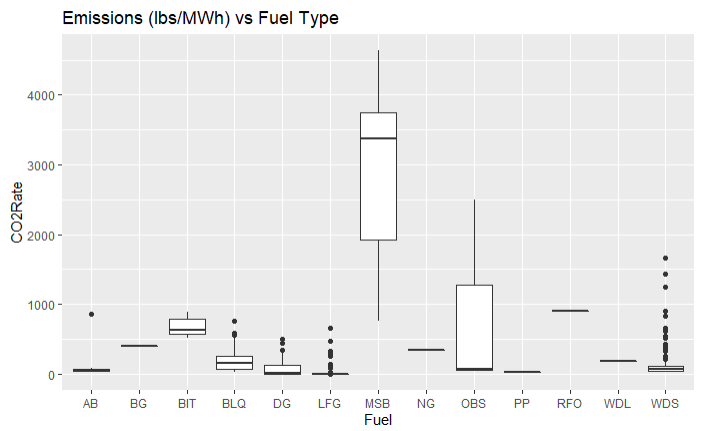 Emissions (lbs/MWh) vs Fuel Type
CO2Rate
4000
3000
2000
1000
0
AB BG BIT BLQ DG LFG MSB NG OBS PP RFO WDL WDS
Fuel